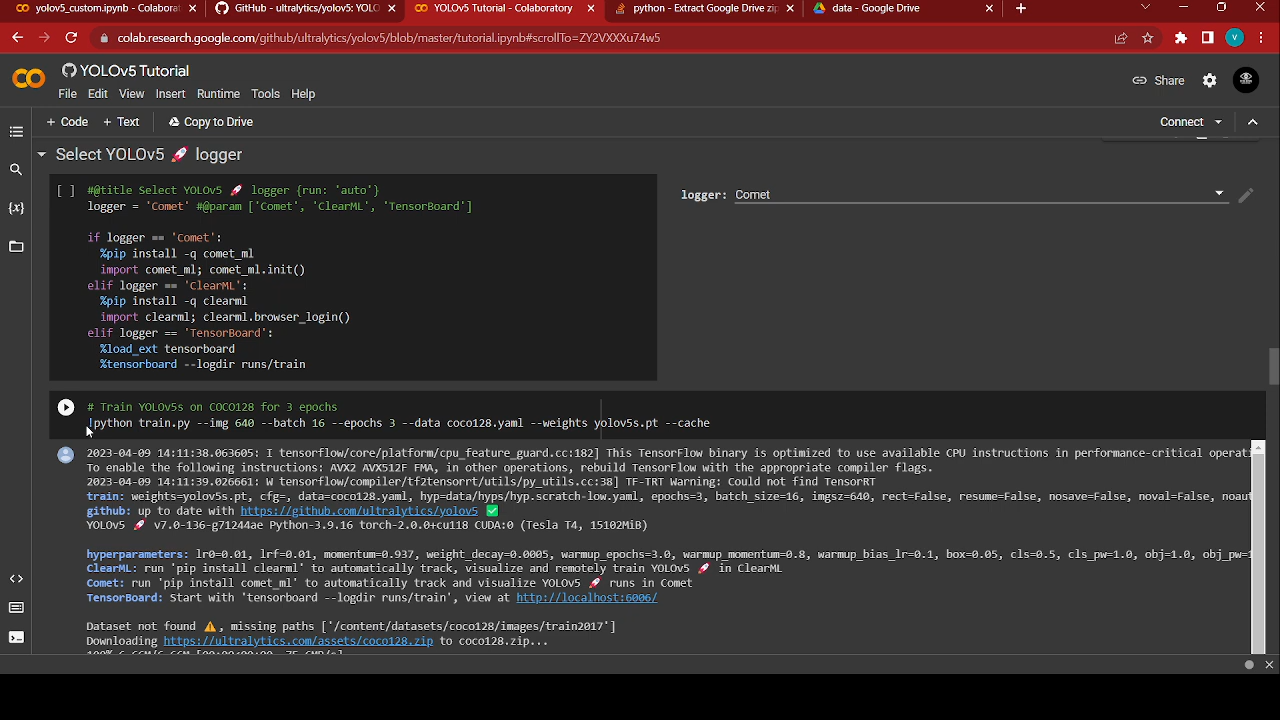 yolov5_custom.ipynb - Colaborat
GitHub - ultralytics/yolov5: YOLO
YOLOv5 Tutorial - Colaboratory
python - Extract Google Drive zip
data - Google Drive
colab.research.google.com/github/ultralytics/yolov5/blob/master/tutorial.ipynb#scrollTo=ZY2VXXXu74w5
V
YOLOv5 Tutorial
File Edit View Insert Runtime Tools Help
Share
+ Code + Text Copy to Drive
Connect
Select YOLOv5 🚀 logger
[ ] #@title Select YOLOv5 🚀 logger {run: 'auto'}
logger = 'Comet' #@param ['Comet', 'ClearML', 'TensorBoard']
if logger == 'Comet':
%pip install -q comet_ml
import comet_ml; comet_ml.init()
elif logger == 'ClearML':
%pip install -q clearml
import clearml; clearml.browser_login()
elif logger == 'TensorBoard':
%load_ext tensorboard
%tensorboard --logdir runs/train
logger: Comet
# Train YOLOv5s on COCO128 for 3 epochs
!python train.py --img 640 --batch 16 --epochs 3 --data coco128.yaml --weights yolov5s.pt --cache
2023-04-09 14:11:38.063605: I tensorflow/core/platform/cpu_feature_guard.cc:182] This TensorFlow binary is optimized to use available CPU instructions in performance-critical operati
To enable the following instructions: AVX2 AVX512F FMA, in other operations, rebuild TensorFlow with the appropriate compiler flags.
2023-04-09 14:11:39.026661: W tensorflow/compiler/tf2tensorrt/utils/py_utils.cc:38] TF-TRT Warning: Could not find TensorRT
train: weights=yolov5s.pt, cfg=, data=coco128.yaml, hyp=data/hyps/hyp.scratch-low.yaml, epochs=3, batch_size=16, imgsz=640, rect=False, resume=False, nosave=False, noval=False, noaut
github: up to date with https://github.com/ultralytics/yolov5 ✅
YOLOv5 🚀 v7.0-136-g71244ae Python-3.9.16 torch-2.0.0+cu118 CUDA:0 (Tesla T4, 15102MiB)
hyperparameters: lr0=0.01, lrf=0.01, momentum=0.937, weight_decay=0.0005, warmup_epochs=3.0, warmup_momentum=0.8, warmup_bias_lr=0.1, box=0.05, cls=0.5, cls_pw=1.0, obj=1.0, obj_pw=1
ClearML: run 'pip install clearml' to automatically track, visualize and remotely train YOLOv5 🚀 in ClearML
Comet: run 'pip install comet_ml' to automatically track and visualize YOLOv5 🚀 runs in Comet
TensorBoard: Start with 'tensorboard --logdir runs/train', view at http://localhost:6006/
Dataset not found ⚠️, missing paths ['/content/datasets/coco128/images/train2017']
Downloading https://ultralytics.com/assets/coco128.zip to coco128.zip...